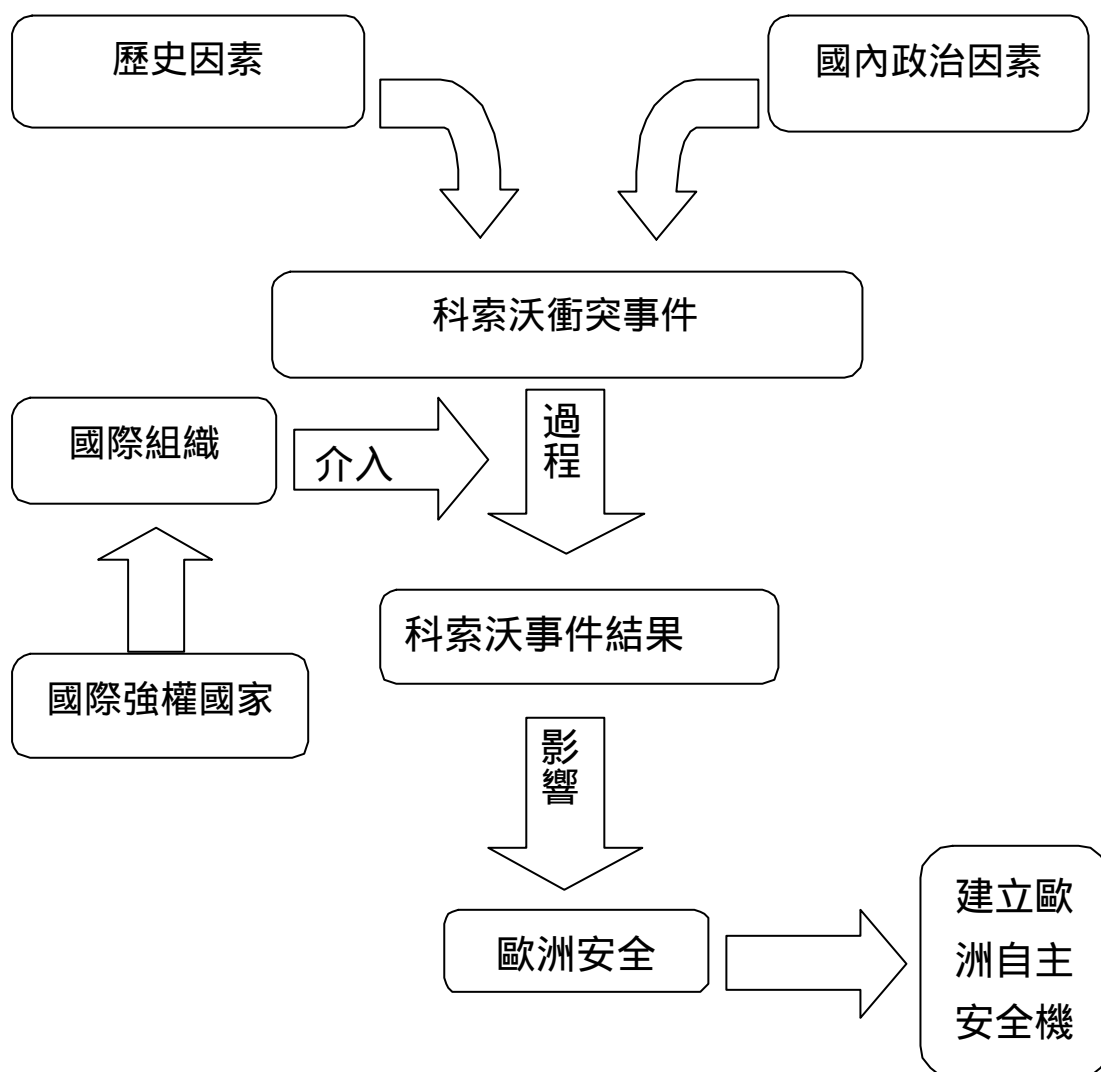 歷史因素
國內政治因素
科索沃衝突事件
國際組織
介入
過程
科索沃事件結果
國際強權國家
影響
歐洲安全
建立歐
洲自主
安全機